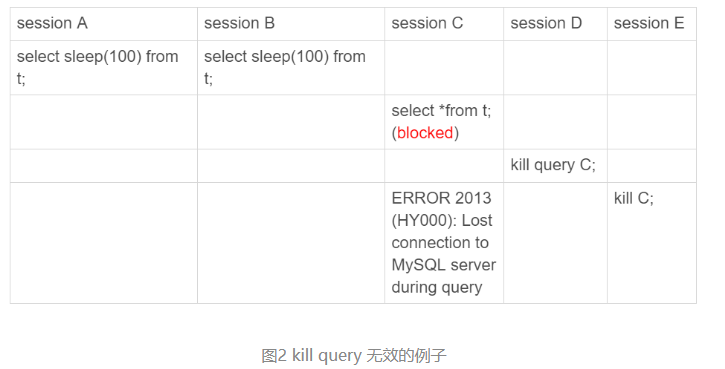 session A session B session C session D session E
select sleep(100) from
t;
select sleep(100) from
t;
select *from t;
(blocked)
kill query C;
ERROR 2013
(HY000): Lost
connection to
MySQL server
during query
kill C;
图2 kill query 无效的例子